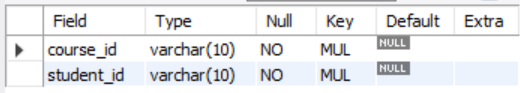 Field Type Null Key Default Extra
course_id varchar(10) NO MUL NULL
student_id varchar(10) NO MUL NULL